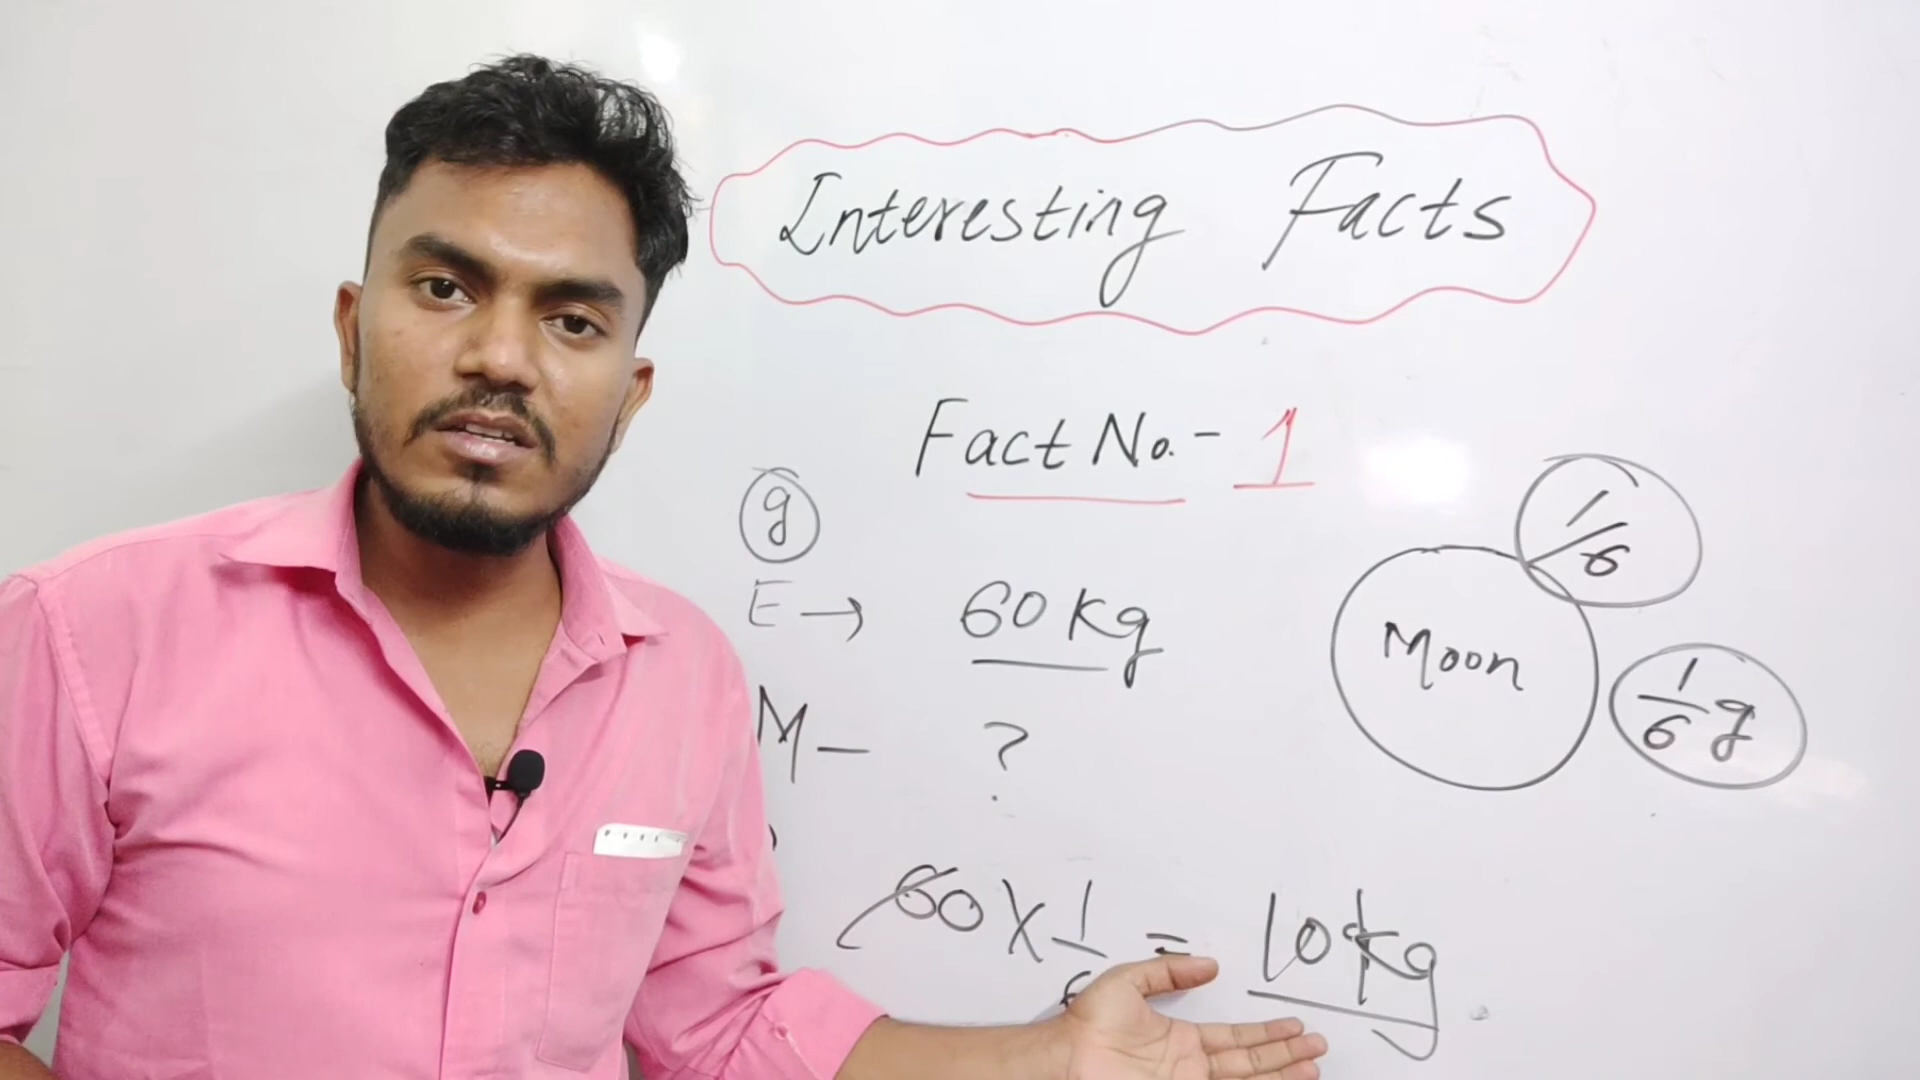 Interesting Facts
Fact No. - 1
g
E → 60 Kg
M — ?
Moon
1/6
1/6 g
60 X 1/6 = 10 kg